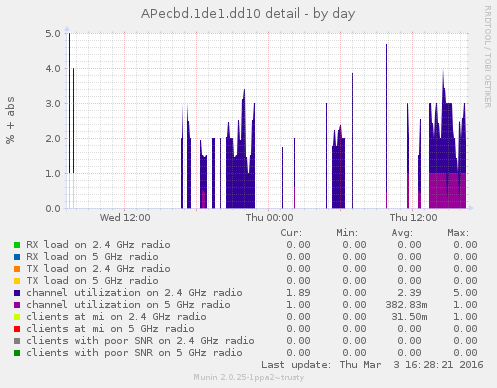 APecbd.1de1.dd10 detail - by day
RRDTOOL / TOBI OETIKER
% + abs
5.0
4.0
3.0
2.0
1.0
0.0
Wed 12:00 Thu 00:00 Thu 12:00
Cur: Min: Avg: Max:
RX load on 2.4 GHz radio 0.00 0.00 0.00 0.00
RX load on 5 GHz radio 0.00 0.00 0.00 0.00
TX load on 2.4 GHz radio 0.00 0.00 0.00 0.00
TX load on 5 GHz radio 0.00 0.00 0.00 0.00
channel utilization on 2.4 GHz radio 1.89 0.00 2.39 5.00
channel utilization on 5 GHz radio 1.00 0.00 382.83m 1.00
clients at mi on 2.4 GHz radio 0.00 0.00 31.50m 1.00
clients at mi on 5 GHz radio 0.00 0.00 0.00 0.00
clients with poor SNR on 2.4 GHz radio 0.00 0.00 0.00 0.00
clients with poor SNR on 5 GHz radio 0.00 0.00 0.00 0.00
Last update: Thu Mar 3 16:28:21 2016
Munin 2.0.25-1ppa2~trusty